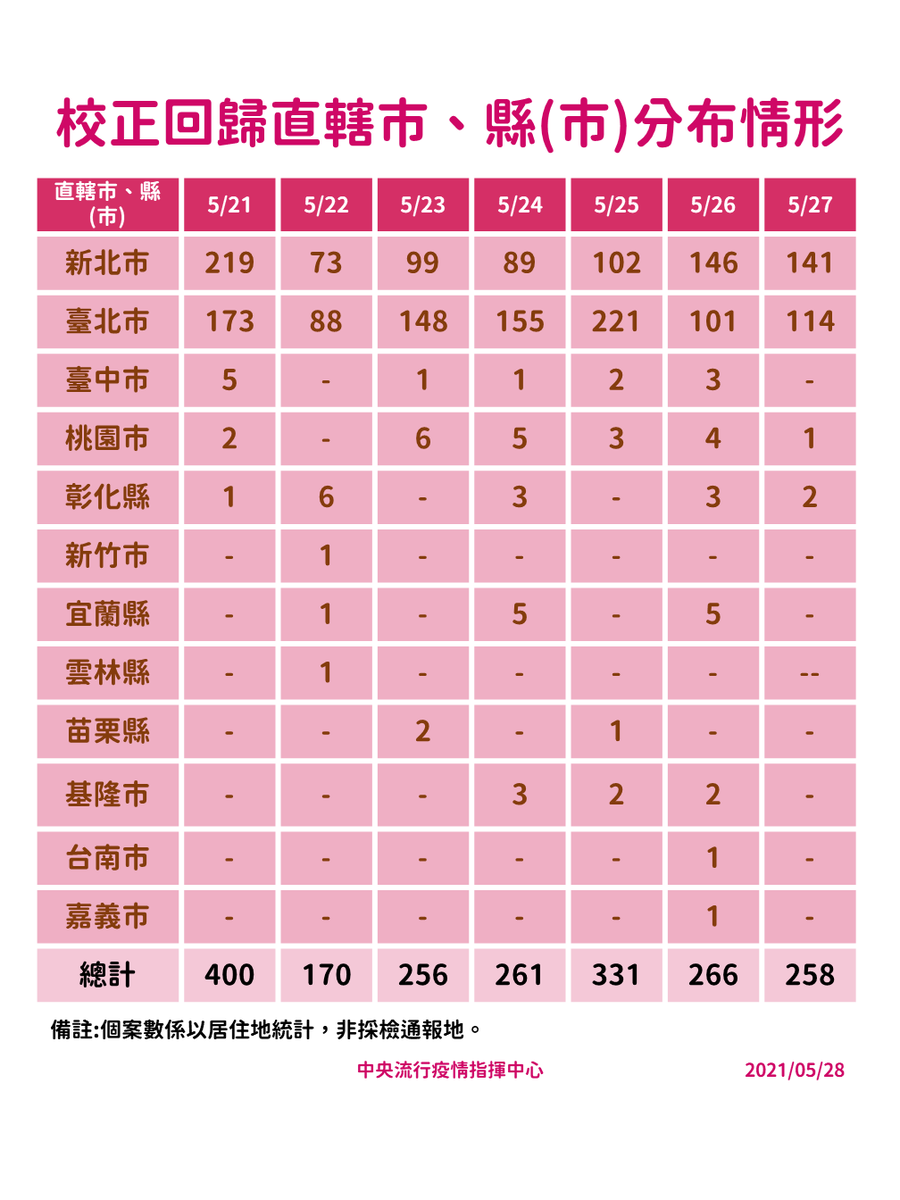 校正回歸直轄市、縣(市)分布情形
直轄市、縣
(市) 5/21 5/22 5/23 5/24 5/25 5/26 5/27
新北市 219 73 99 89 102 146 141
臺北市 173 88 148 155 221 101 114
臺中市 5 - 1 1 2 3 -
桃園市 2 - 6 5 3 4 1
彰化縣 1 6 - 3 - 3 2
新竹市 - 1 - - - - -
宜蘭縣 - 1 - 5 - 5 -
雲林縣 - 1 - - - - --
苗栗縣 - - 2 - 1 - -
基隆市 - - - 3 2 2 -
台南市 - - - - - 1 -
嘉義市 - - - - - 1 -
總計 400 170 256 261 331 266 258
備註:個案數係以居住地統計，非採檢通報地。
中央流行疫情指揮中心 2021/05/28